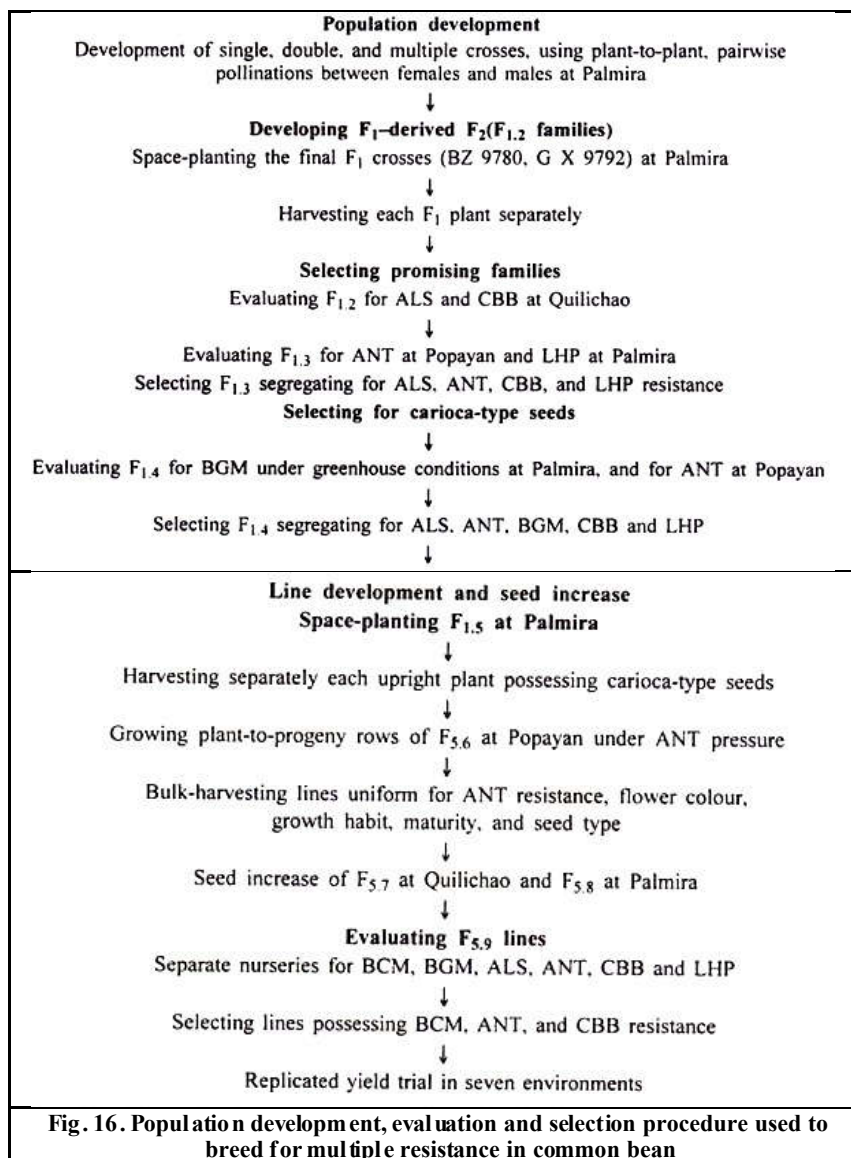 Population development
Development of single, double, and multiple crosses, using plant-to-plant, pairwise
pollinations between females and males at Palmira
↓
Developing F₁–derived F₂(F₁.₂ families)
Space-planting the final F₁ crosses (BZ 9780, G X 9792) at Palmira
↓
Harvesting each F₁ plant separately
↓
Selecting promising families
Evaluating F₁.₂ for ALS and CBB at Quilichao
↓
Evaluating F₁.₃ for ANT at Popayan and LHP at Palmira
Selecting F₁.₃ segregating for ALS, ANT, CBB, and LHP resistance
Selecting for carioca-type seeds
↓
Evaluating F₁.₄ for BGM under greenhouse conditions at Palmira, and for ANT at Popayan
↓
Selecting F₁.₄ segregating for ALS, ANT, BGM, CBB and LHP
↓
Line development and seed increase
Space-planting F₁.₅ at Palmira
↓
Harvesting separately each upright plant possessing carioca-type seeds
↓
Growing plant-to-progeny rows of F₅.₆ at Popayan under ANT pressure
↓
Bulk-harvesting lines uniform for ANT resistance, flower colour,
growth habit, maturity, and seed type
↓
Seed increase of F₅.₇ at Quilichao and F₅.₈ at Palmira
↓
Evaluating F₅.₉ lines
Separate nurseries for BCM, BGM, ALS, ANT, CBB and LHP
↓
Selecting lines possessing BCM, ANT, and CBB resistance
↓
Replicated yield trial in seven environments
Fig. 16. Population development, evaluation and selection procedure used to
breed for multiple resistance in common bean